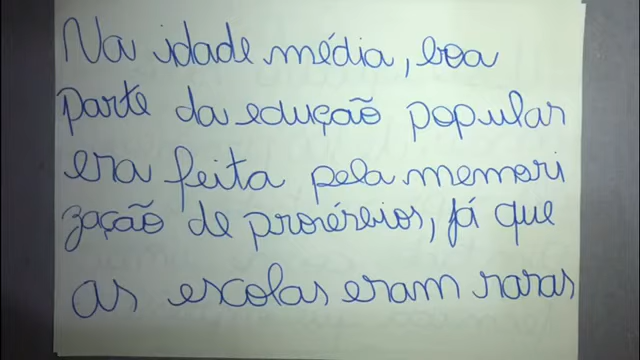 Na idade média, boa
parte da edução popular
era feita pela memori
zação de provérbios, já que
as escolas eram raras